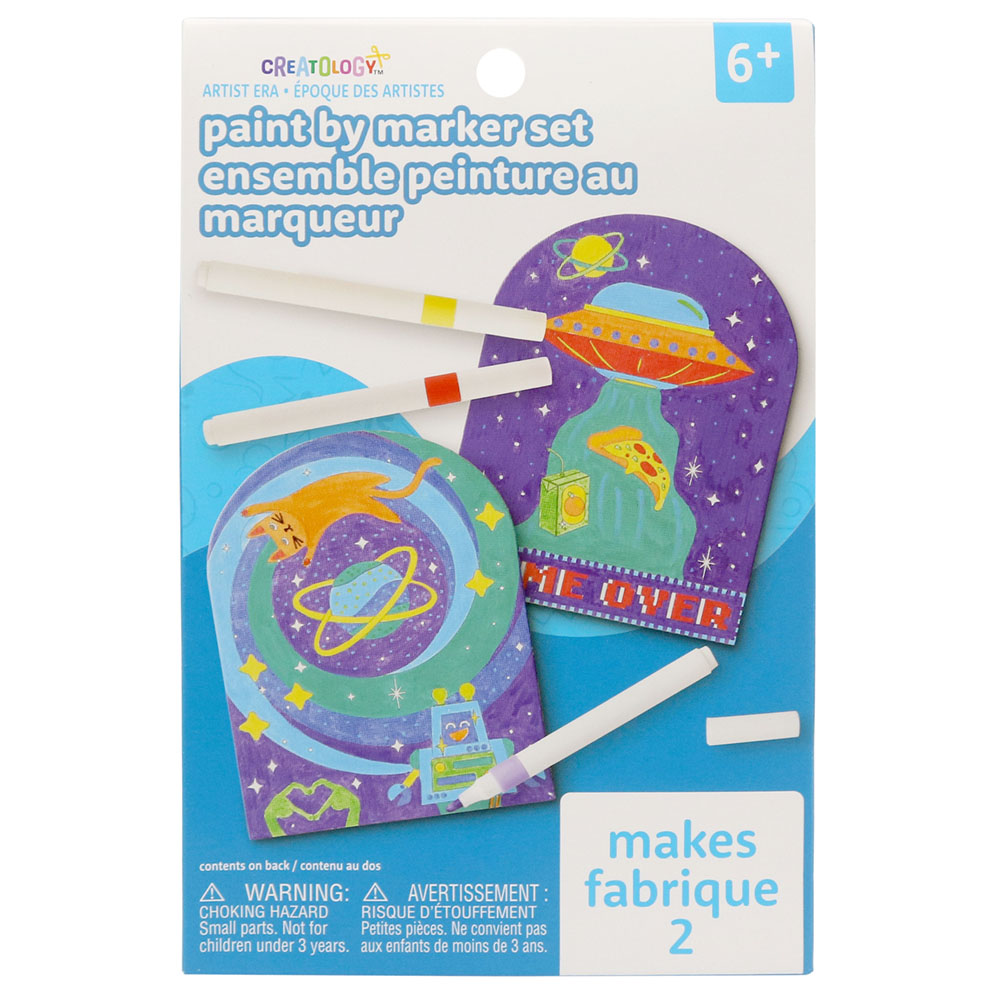 CREATOLOGY™
6+
ARTIST ERA • ÉPOQUE DES ARTISTES
paint by marker set
ensemble peinture au
marqueur
ME OVER
makes
fabrique
2
contents on back / contenu au dos
⚠ WARNING:
CHOKING HAZARD
Small parts. Not for
children under 3 years.
⚠ AVERTISSEMENT :
RISQUE D'ÉTOUFFEMENT
Petites pièces. Ne convient pas
aux enfants de moins de 3 ans.